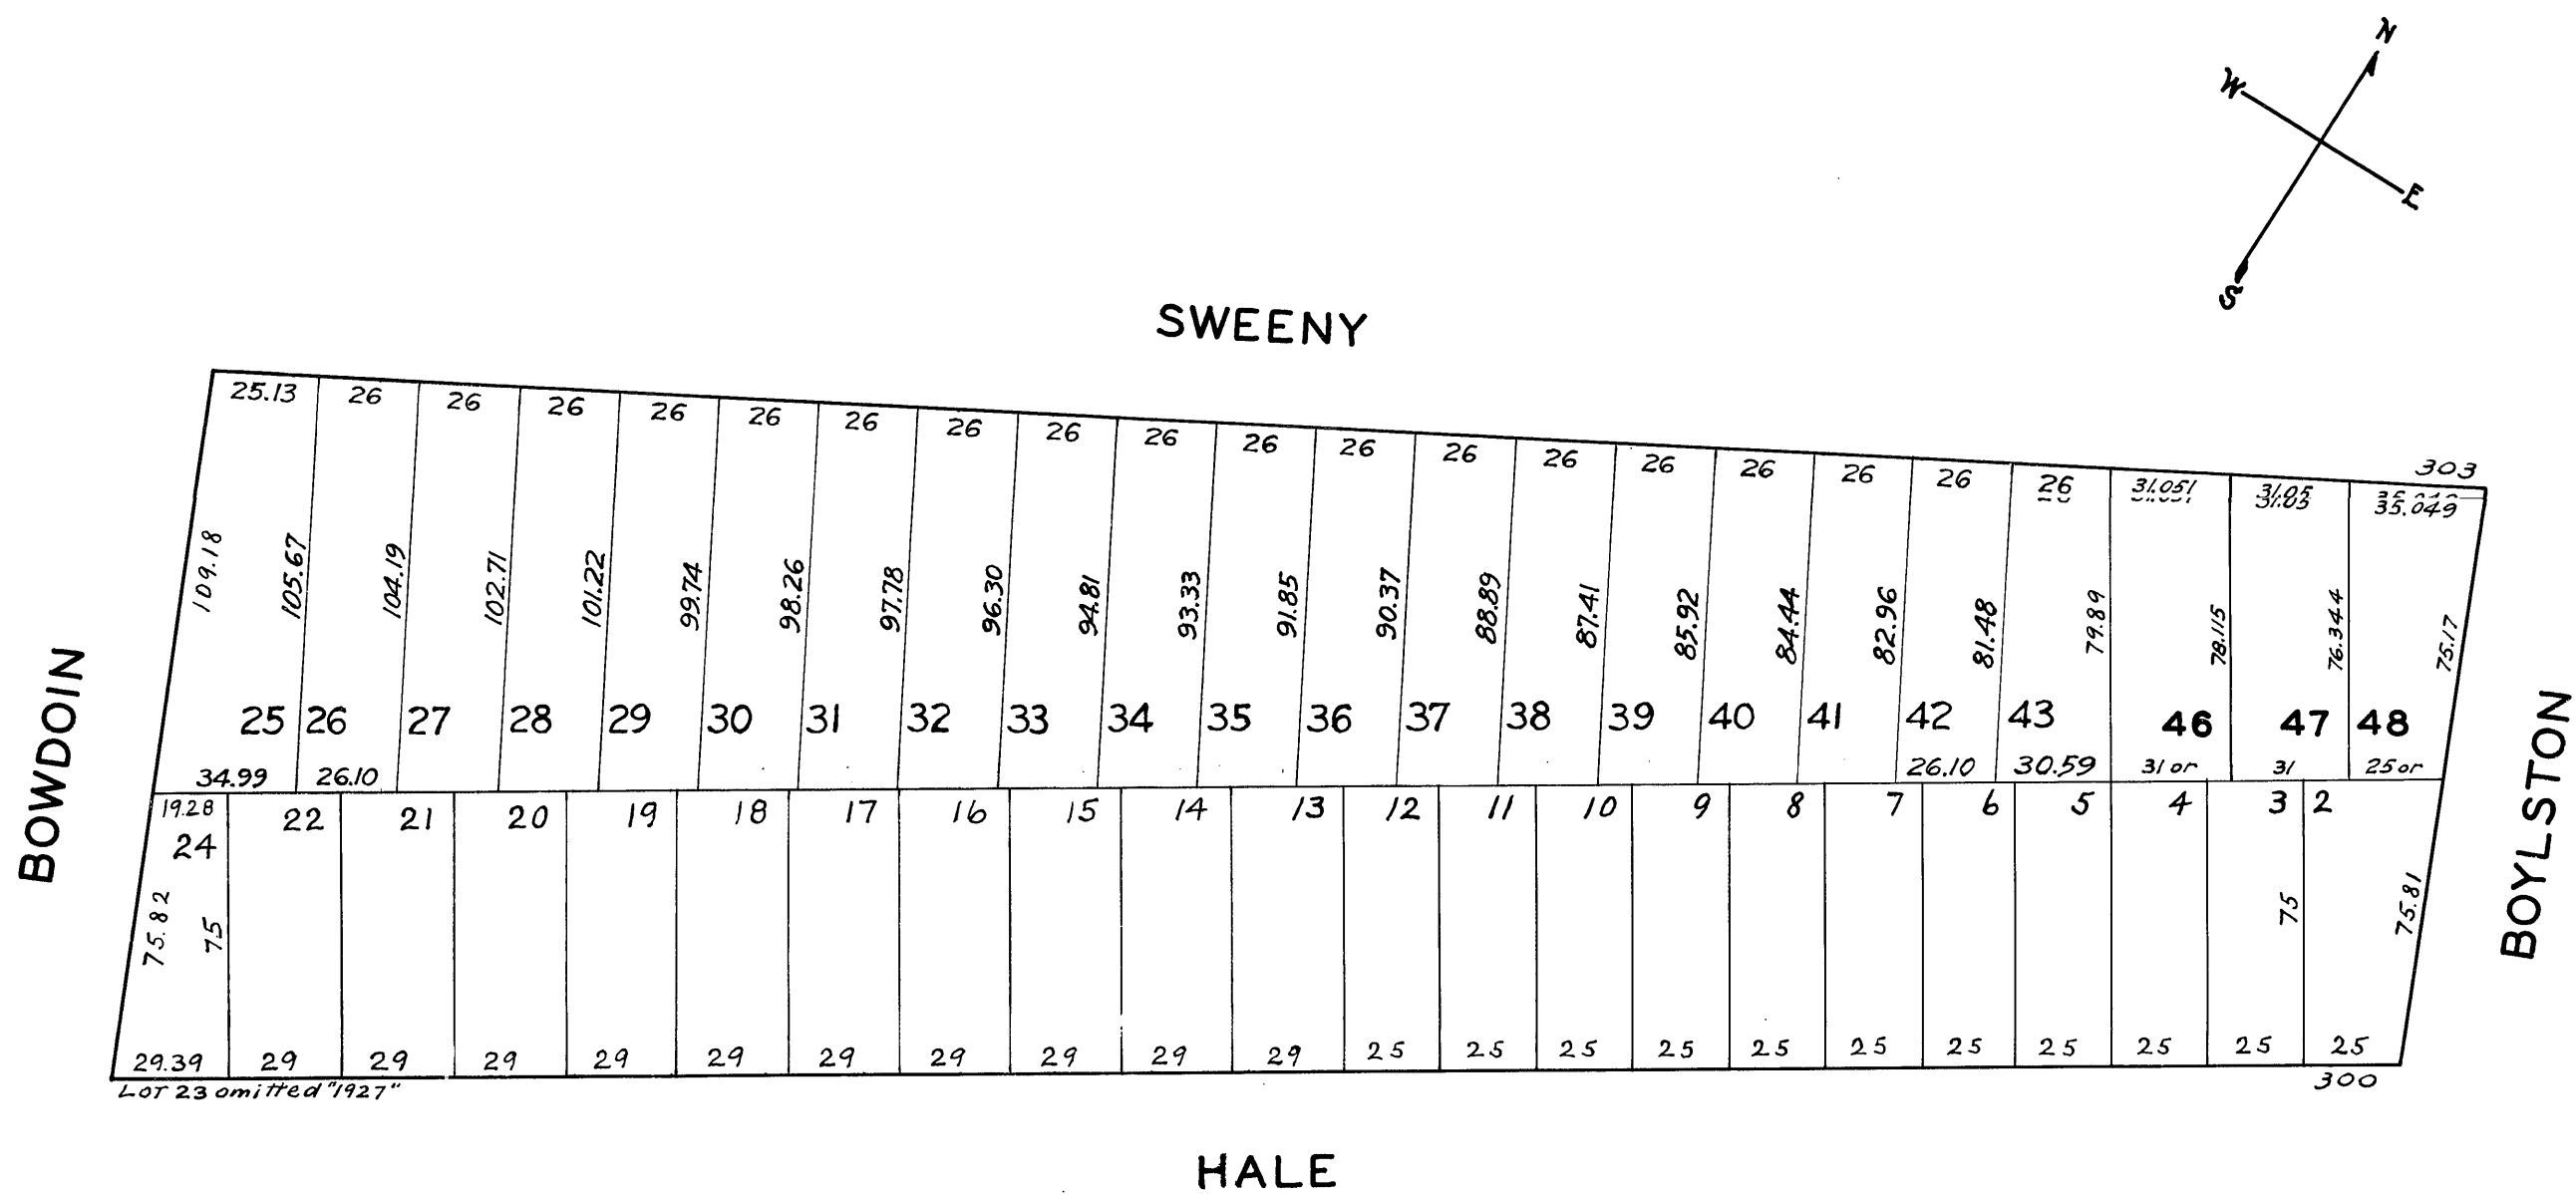 N
W
E
S
SWEENY
303
25.13 26 26 26 26 26 26 26 26 26 26 26 26 26 26 26 26 26 26 31.051 31.05 35.049
109.18 105.67 104.19 102.71 101.22 99.74 98.26 97.78 96.30 94.81 93.33 91.85 90.37 88.89 87.41 85.92 84.44 82.96 81.48 79.89 78.115 76.344 75.17
BOWDOIN
BOYLSTON
25 26 27 28 29 30 31 32 33 34 35 36 37 38 39 40 41 42 43 46 47 48
34.99 26.10 26.10 30.59 31 or 31 25 or
19.28
24 22 21 20 19 18 17 16 15 14 13 12 11 10 9 8 7 6 5 4 3 2
75.82 75 75 75.81
29.39 29 29 29 29 29 29 29 29 29 29 25 25 25 25 25 25 25 25 25 25 25
LOT 23 omitted "1927"
300
HALE